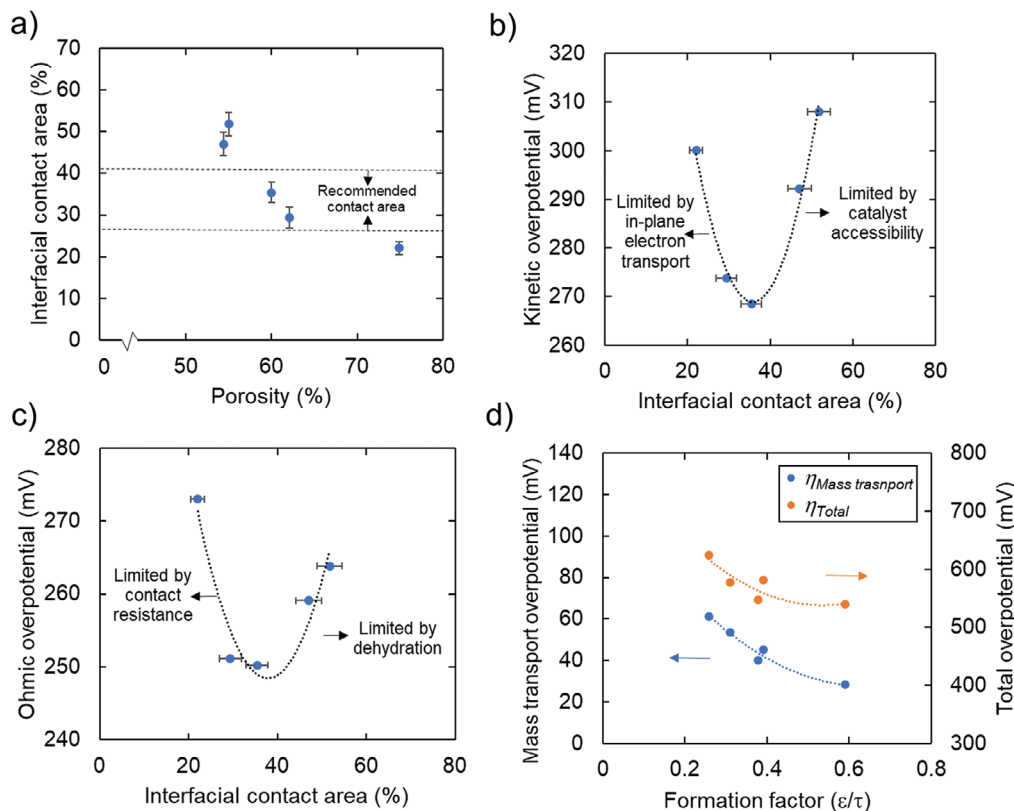 a)
Interfacial contact area (%)
70
60
50
40
30
20
10
0
Recommended
contact area
0
50
60
70
80
Porosity (%)
b)
Kinetic overpotential (mV)
320
310
300
290
280
270
260
Limited by
in-plane
electron
transport
Limited by
catalyst
accessibility
0
20
40
60
80
Interfacial contact area (%)
c)
Ohmic overpotential (mV)
280
270
260
250
240
Limited by
contact
resistance
Limited by
dehydration
0
20
40
60
80
Interfacial contact area (%)
d)
Mass transport overpotential (mV)
140
120
100
80
60
40
20
0
ηMass trasnport
ηTotal
800
700
600
500
400
300
Total overpotential (mV)
0
0.2
0.4
0.6
0.8
Formation factor (ε/τ)